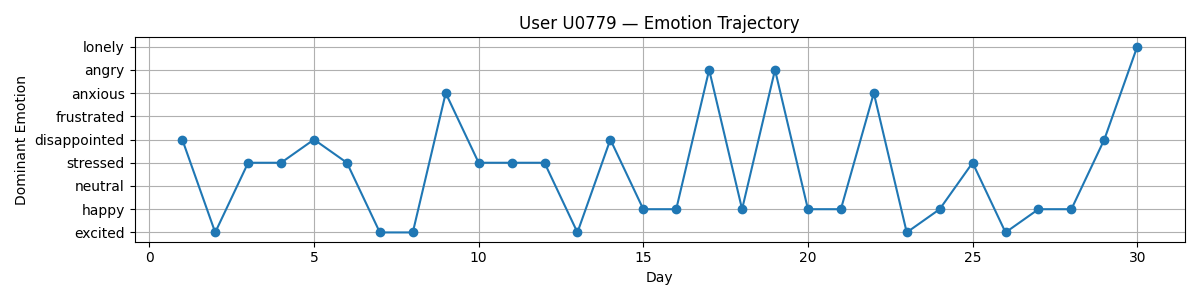 User U0779 — Emotion Trajectory
Dominant Emotion
lonely
angry
anxious
frustrated
disappointed
stressed
neutral
happy
excited
0 5 10 15 20 25 30
Day